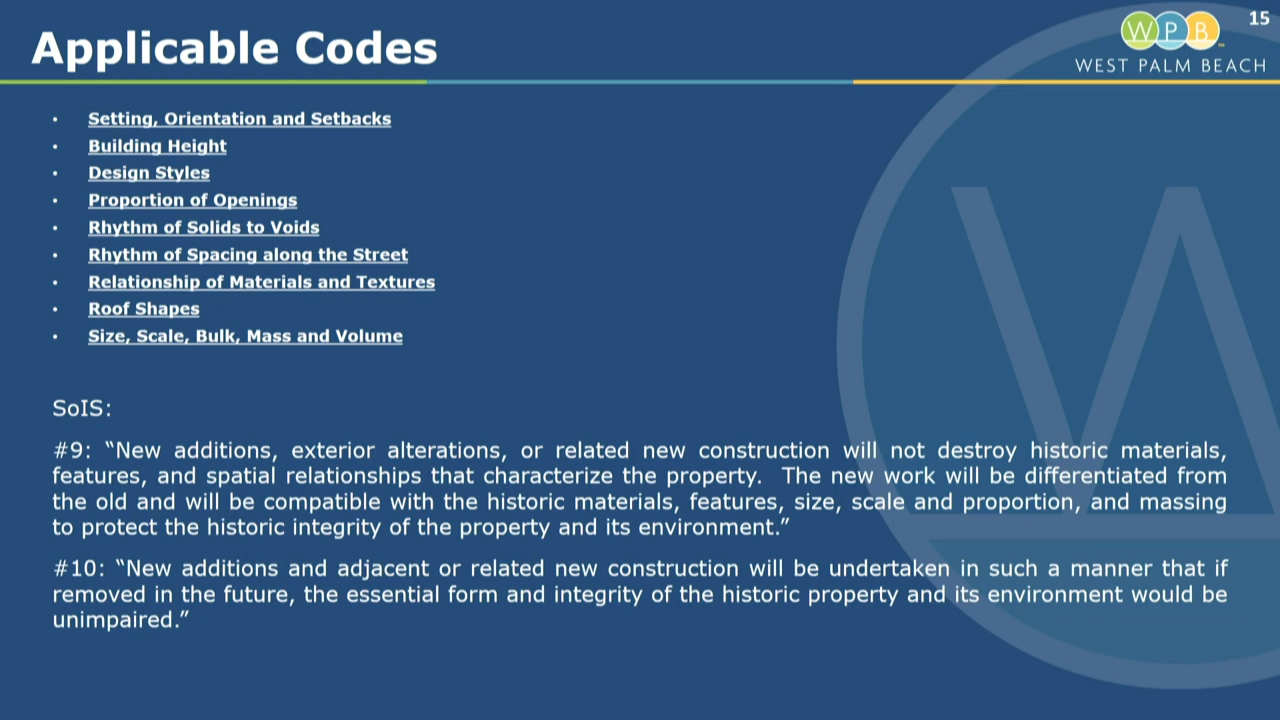 15
Applicable Codes
WPB
WEST PALM BEACH
• Setting, Orientation and Setbacks
• Building Height
• Design Styles
• Proportion of Openings
• Rhythm of Solids to Voids
• Rhythm of Spacing along the Street
• Relationship of Materials and Textures
• Roof Shapes
• Size, Scale, Bulk, Mass and Volume
SoIS:
#9: “New additions, exterior alterations, or related new construction will not destroy historic materials,
features, and spatial relationships that characterize the property. The new work will be differentiated from
the old and will be compatible with the historic materials, features, size, scale and proportion, and massing
to protect the historic integrity of the property and its environment.”
#10: “New additions and adjacent or related new construction will be undertaken in such a manner that if
removed in the future, the essential form and integrity of the historic property and its environment would be
unimpaired.”
W